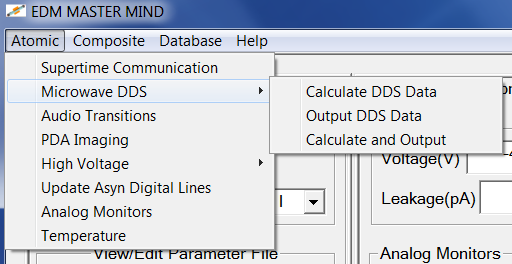 EDM MASTER MIND
Atomic Composite Database Help
Supertime Communication
Microwave DDS
Calculate DDS Data
Audio Transitions
Output DDS Data
PDA Imaging
Calculate and Output
High Voltage
Voltage(V)
Update Asyn Digital Lines
Leakage(pA)
Analog Monitors
Temperature
View/Edit Parameter File
Analog Monitors